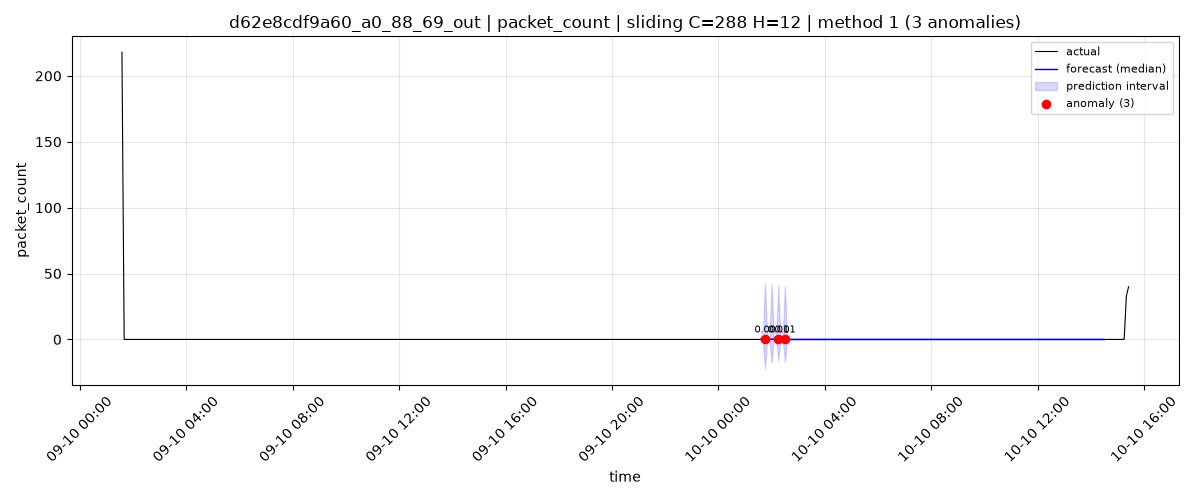 d62e8cdf9a60_a0_88_69_out | packet_count | sliding C=288 H=12 | method 1 (3 anomalies)
actual
forecast (median)
prediction interval
anomaly (3)
packet_count
200
150
100
50
0
09-10 00:00
09-10 04:00
09-10 08:00
09-10 12:00
09-10 16:00
09-10 20:00
10-10 00:00
10-10 04:00
10-10 08:00
10-10 12:00
10-10 16:00
time